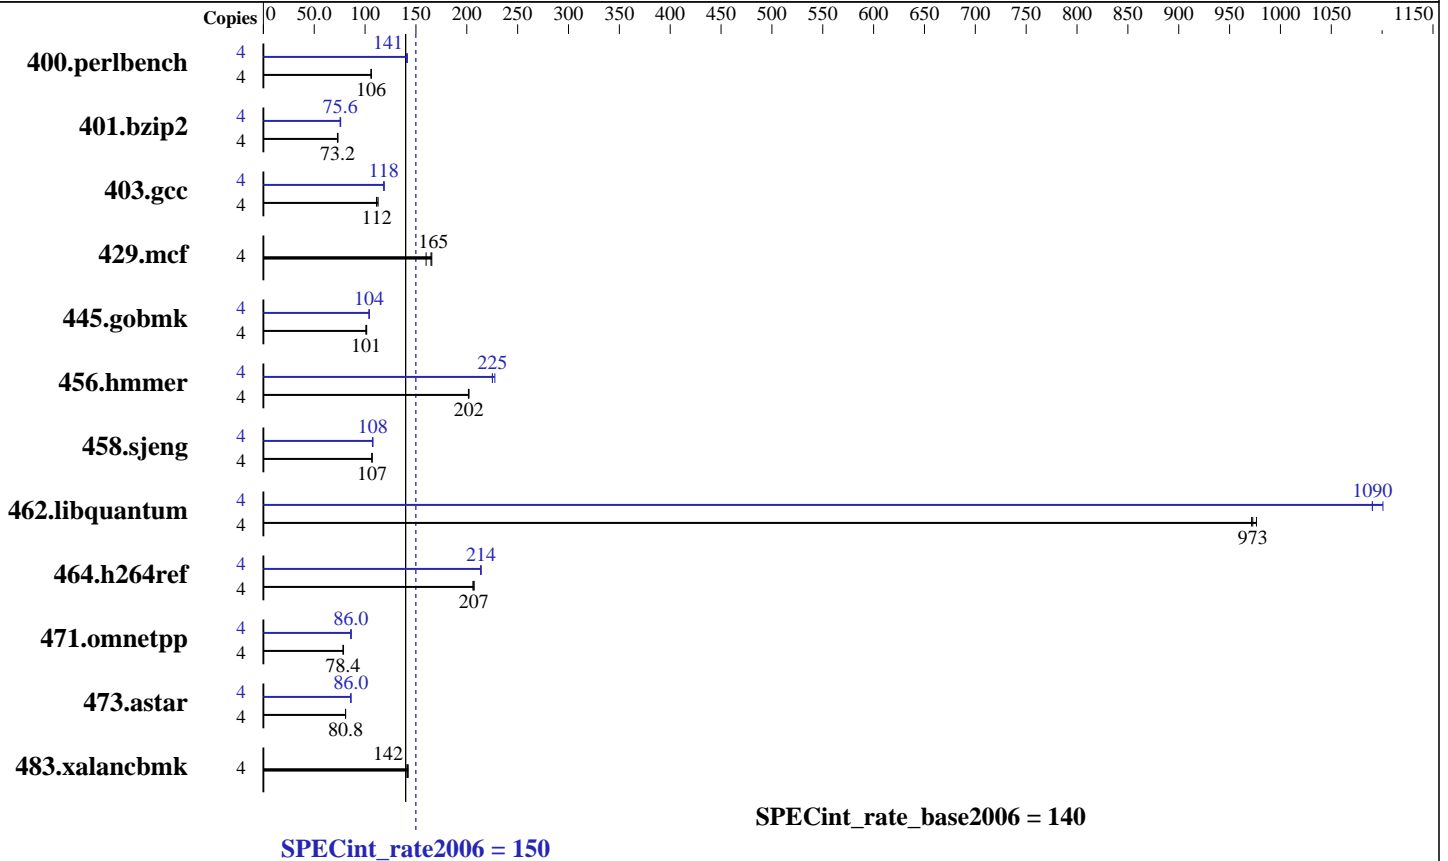 Copies 0 50.0 100 150 200 250 300 350 400 450 500 550 600 650 700 750 800 850 900 950 1000 1050 1150
400.perlbench 4 141
4 106
401.bzip2 4 75.6
4 73.2
403.gcc 4 118
4 112
429.mcf 4 165
445.gobmk 4 104
4 101
456.hmmer 4 225
4 202
458.sjeng 4 108
4 107
462.libquantum 4 1090
4 973
464.h264ref 4 214
4 207
471.omnetpp 4 86.0
4 78.4
473.astar 4 86.0
4 80.8
483.xalancbmk 4 142
SPECint_rate_base2006 = 140
SPECint_rate2006 = 150